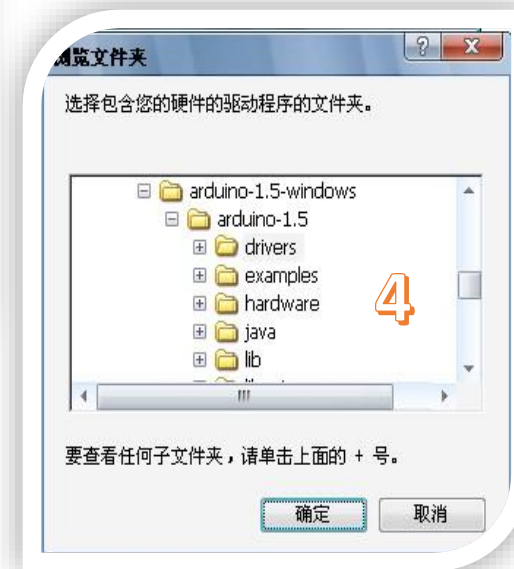 浏览文件夹
选择包含您的硬件的驱动程序的文件夹。
arduino-1.5-windows
arduino-1.5
drivers
examples
hardware
4
java
lib
要查看任何子文件夹,请单击上面的 + 号。
确定
取消